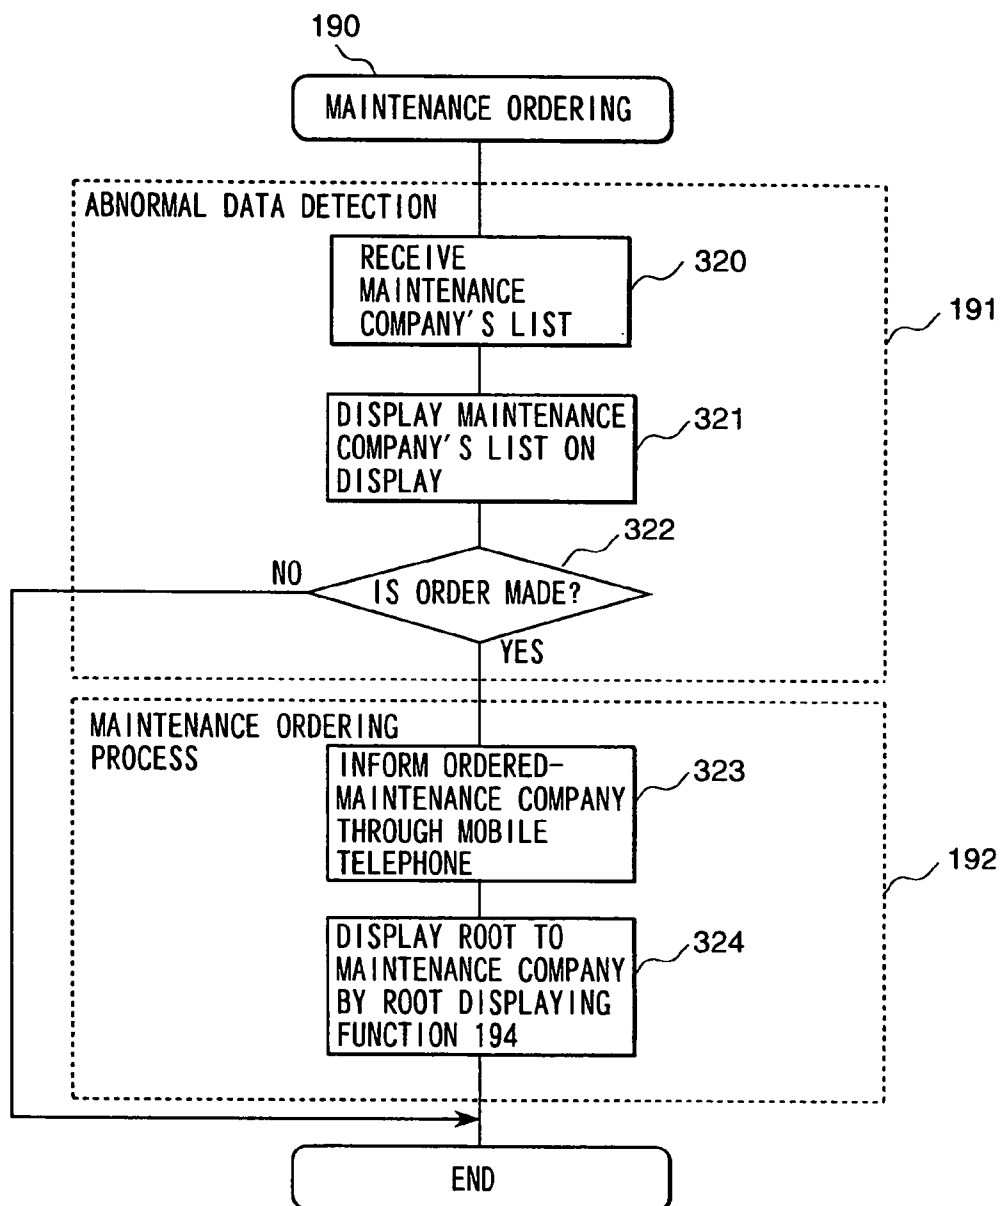 190
MAINTENANCE ORDERING
ABNORMAL DATA DETECTION
RECEIVE
MAINTENANCE
COMPANY'S LIST
320
191
DISPLAY MAINTENANCE
COMPANY'S LIST ON
DISPLAY
321
322
NO
IS ORDER MADE?
YES
MAINTENANCE ORDERING
PROCESS
INFORM ORDERED-
MAINTENANCE COMPANY
THROUGH MOBILE
TELEPHONE
323
192
DISPLAY ROOT TO
MAINTENANCE COMPANY
BY ROOT DISPLAYING
FUNCTION 194
324
END